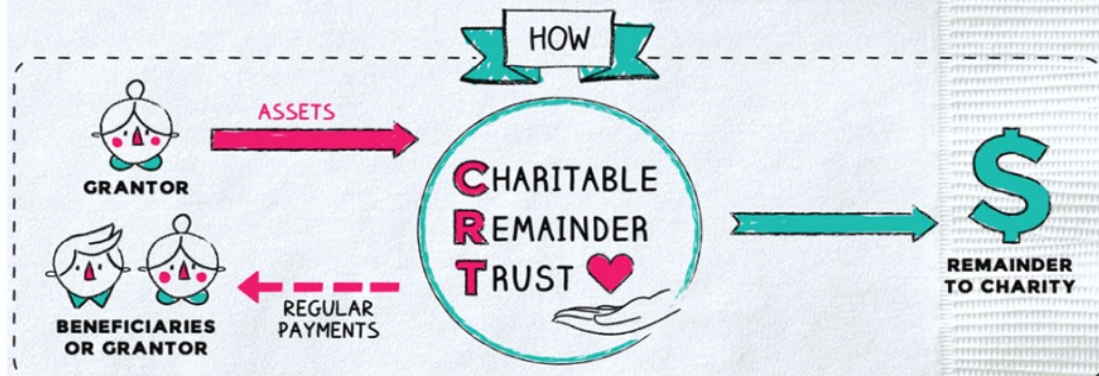 HOW
ASSETS
GRANTOR
CHARITABLE
REMAINDER
TRUST
REGULAR
PAYMENTS
BENEFICIARIES
OR GRANTOR
$
REMAINDER
TO CHARITY